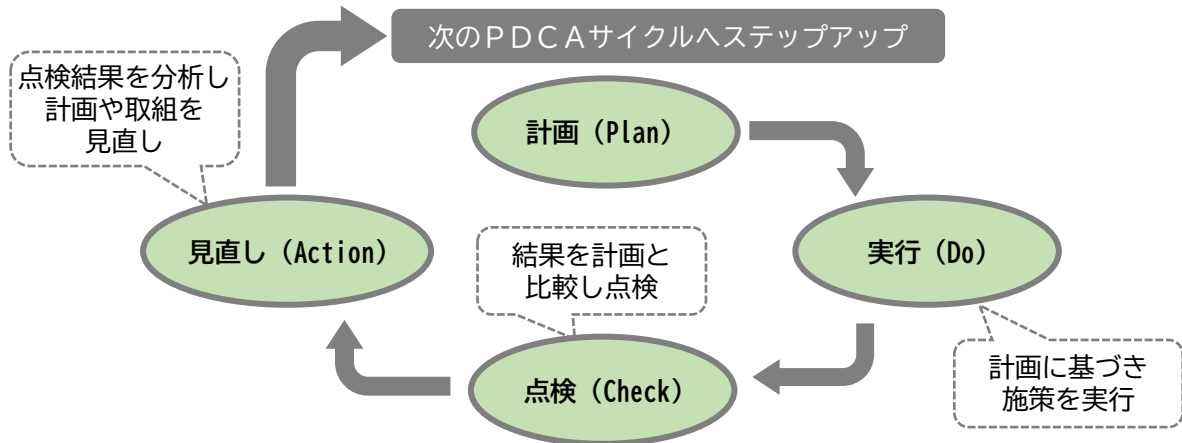 次のＰＤＣＡサイクルへステップアップ
点検結果を分析し
計画や取組を
見直し
計画（Plan）
見直し（Action）
結果を計画と
比較し点検
実行（Do）
点検（Check）
計画に基づき
施策を実行